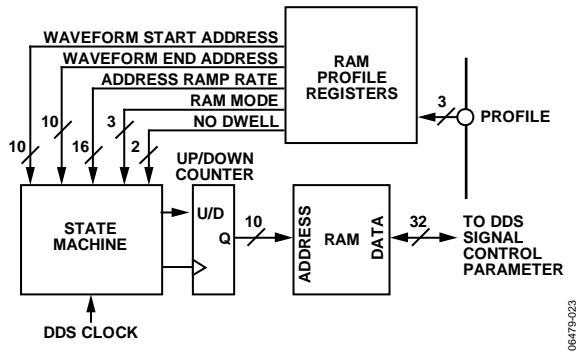 WAVEFORM START ADDRESS
WAVEFORM END ADDRESS
ADDRESS RAMP RATE
RAM MODE
NO DWELL
RAM
PROFILE
REGISTERS
3
PROFILE
10
10
16
3
2
UP/DOWN
COUNTER
STATE
MACHINE
U/D
Q
10
ADDRESS
RAM
DATA
32
TO DDS
SIGNAL
CONTROL
PARAMETER
DDS CLOCK
06479-023